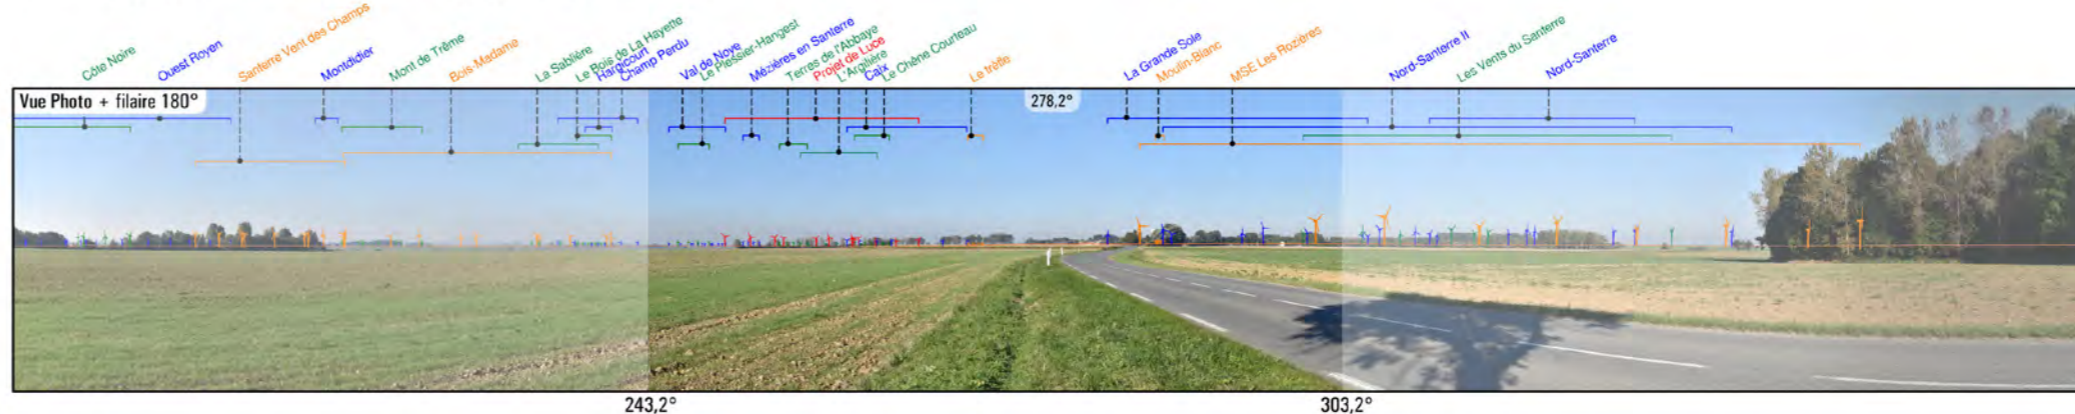 Côte Noire
Ouest Royen
Santerre Vent des Champs
Montdidier
Mont de Trême
Bois Madame
La Sablière
Le Bois de La Hayette
Hargicourt
Champ Perdu
Val de Noye
Le Plessier-Hangest
Mézières en Santerre
Terres de l'Abbaye
Projet de Luce
L'Argilière
Caix
Le Chêne Courteau
Le trèfle
La Grande Sole
Moulin-Blanc
MSE Les Rozières
Nord-Santerre II
Les Vents du Santerre
Nord-Santerre
Vue Photo + filaire 180°
278,2°
243,2°
303,2°